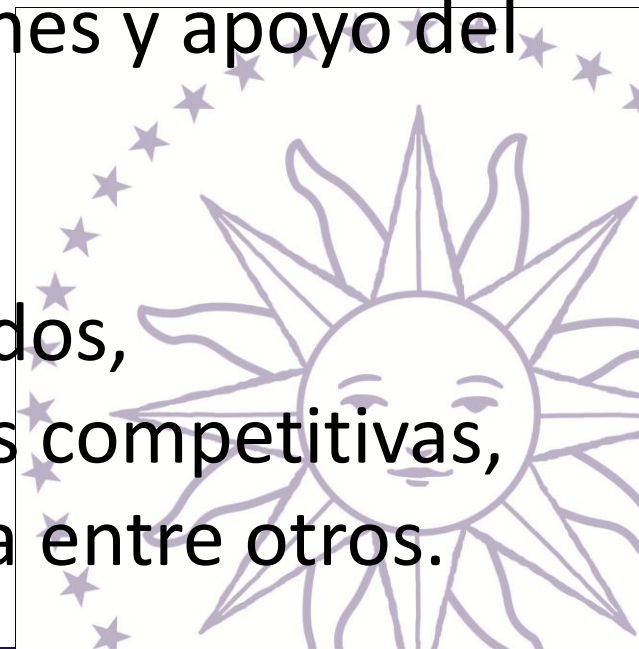 nes y apoyo del
dos,
s competitivas,
a entre otros.